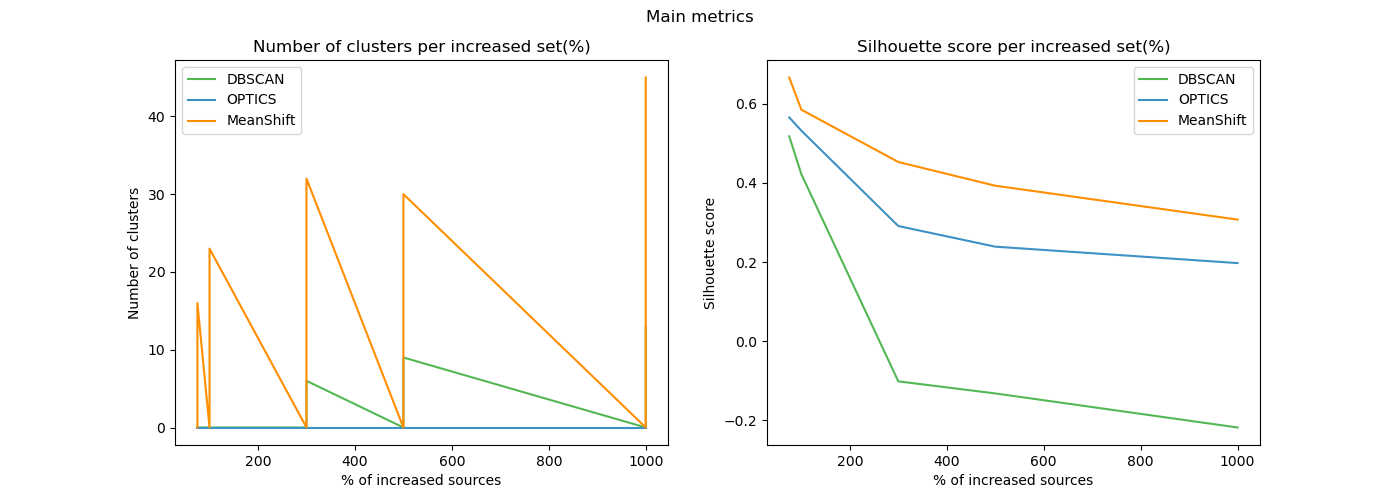 Main metrics
Number of clusters per increased set(%)
DBSCAN
OPTICS
MeanShift
40
30
20
10
0
Number of clusters
200
400
600
800
1000
% of increased sources
Silhouette score per increased set(%)
DBSCAN
OPTICS
MeanShift
0.6
0.4
0.2
0.0
−0.2
Silhouette score
200
400
600
800
1000
% of increased sources